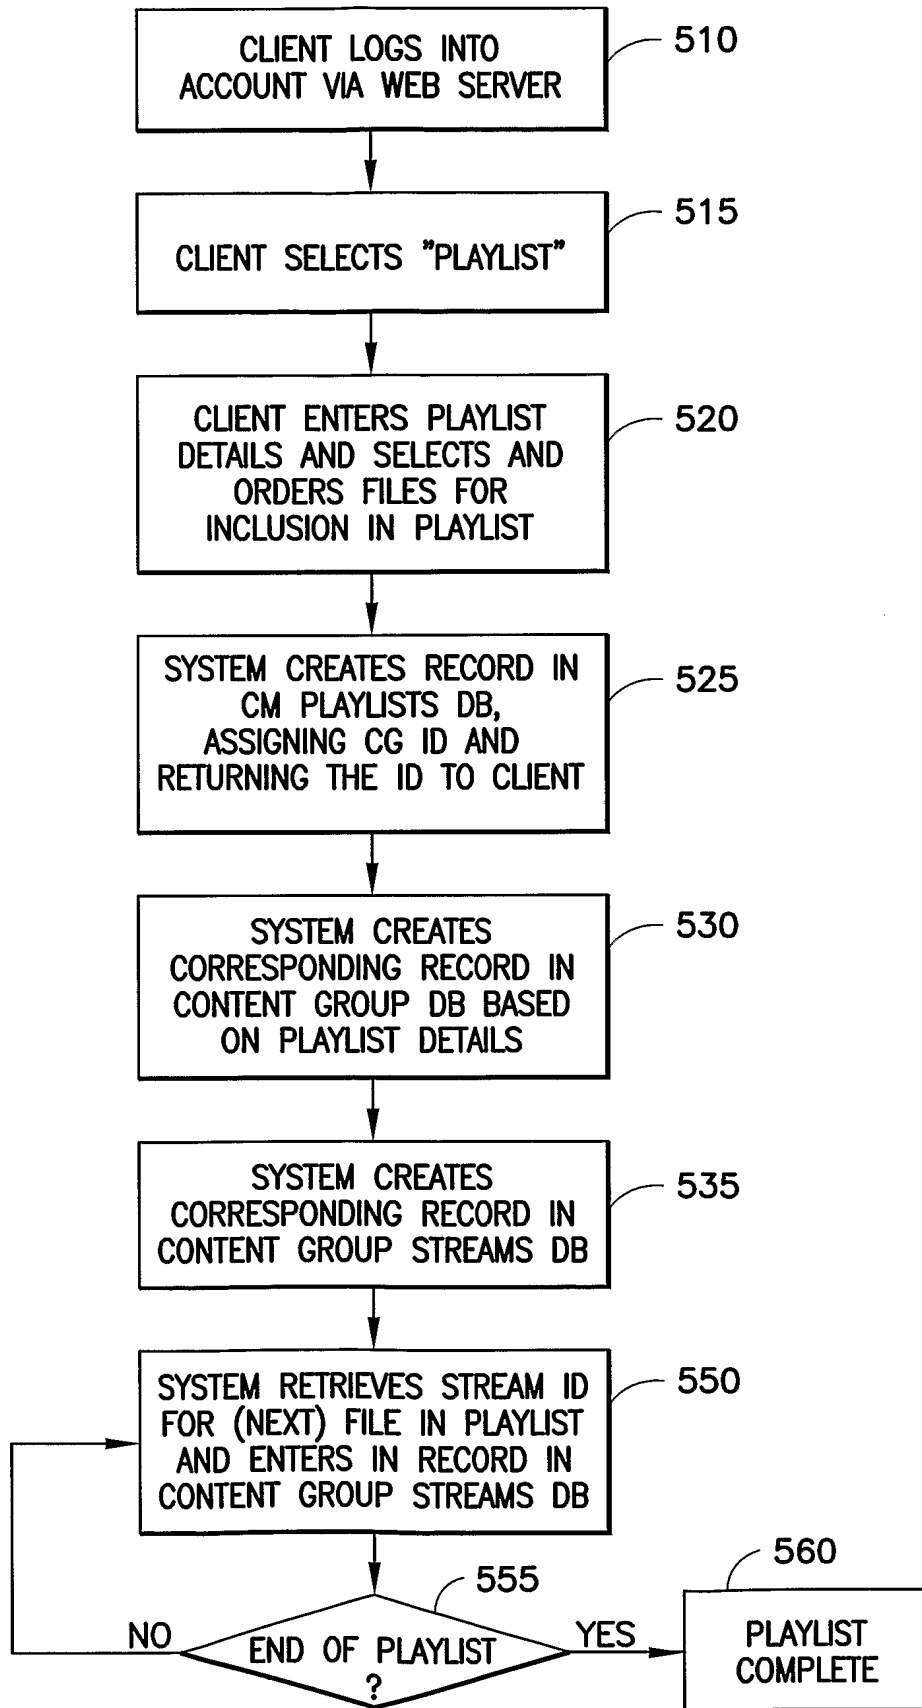 CLIENT LOGS INTO
ACCOUNT VIA WEB SERVER
510
CLIENT SELECTS "PLAYLIST"
515
CLIENT ENTERS PLAYLIST
DETAILS AND SELECTS AND
ORDERS FILES FOR
INCLUSION IN PLAYLIST
520
SYSTEM CREATES RECORD IN
CM PLAYLISTS DB,
ASSIGNING CG ID AND
RETURNING THE ID TO CLIENT
525
SYSTEM CREATES
CORRESPONDING RECORD IN
CONTENT GROUP DB BASED
ON PLAYLIST DETAILS
530
SYSTEM CREATES
CORRESPONDING RECORD IN
CONTENT GROUP STREAMS DB
535
SYSTEM RETRIEVES STREAM ID
FOR (NEXT) FILE IN PLAYLIST
AND ENTERS IN RECORD IN
CONTENT GROUP STREAMS DB
550
END OF PLAYLIST
?
555
NO
YES
PLAYLIST
COMPLETE
560